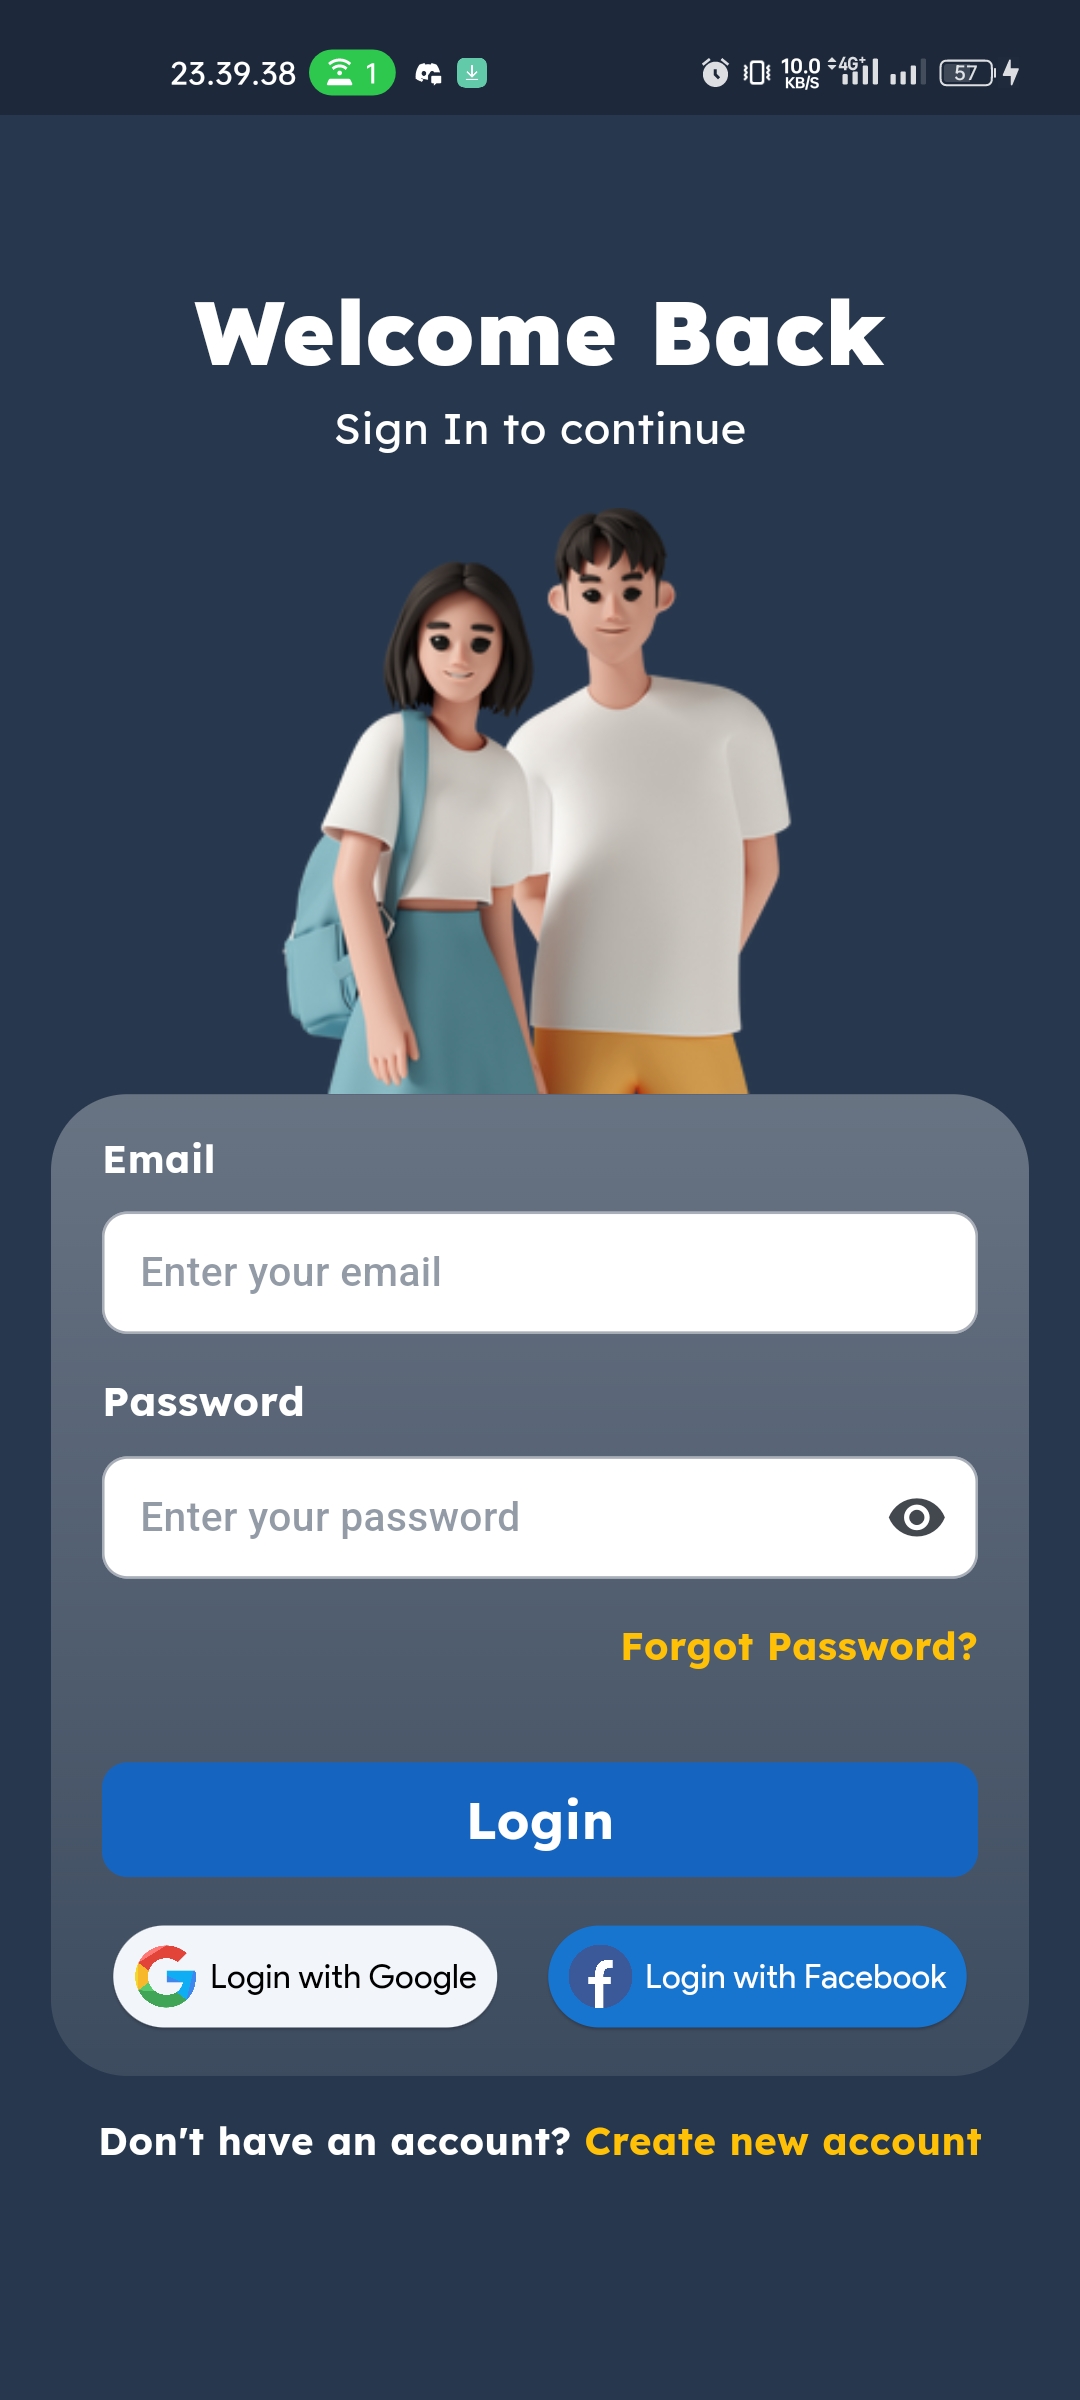 23.39.38 1 10.0 KB/S 4G+ 57
Welcome Back
Sign In to continue
Email
Enter your email
Password
Enter your password
Forgot Password?
Login
Login with Google
Login with Facebook
Don't have an account? Create new account